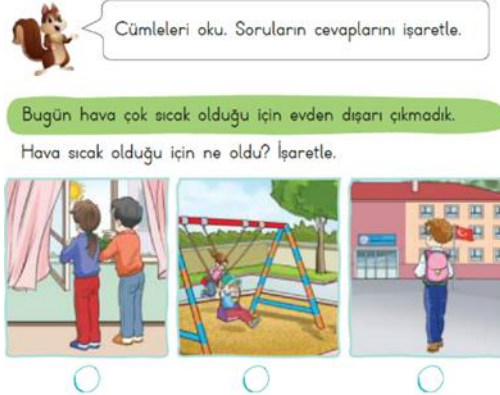 Cümleleri oku. Soruların cevaplarını işaretle.
Bugün hava çok sıcak olduğu için evden dışarı çıkmadık.
Hava sıcak olduğu için ne oldu? İşaretle.